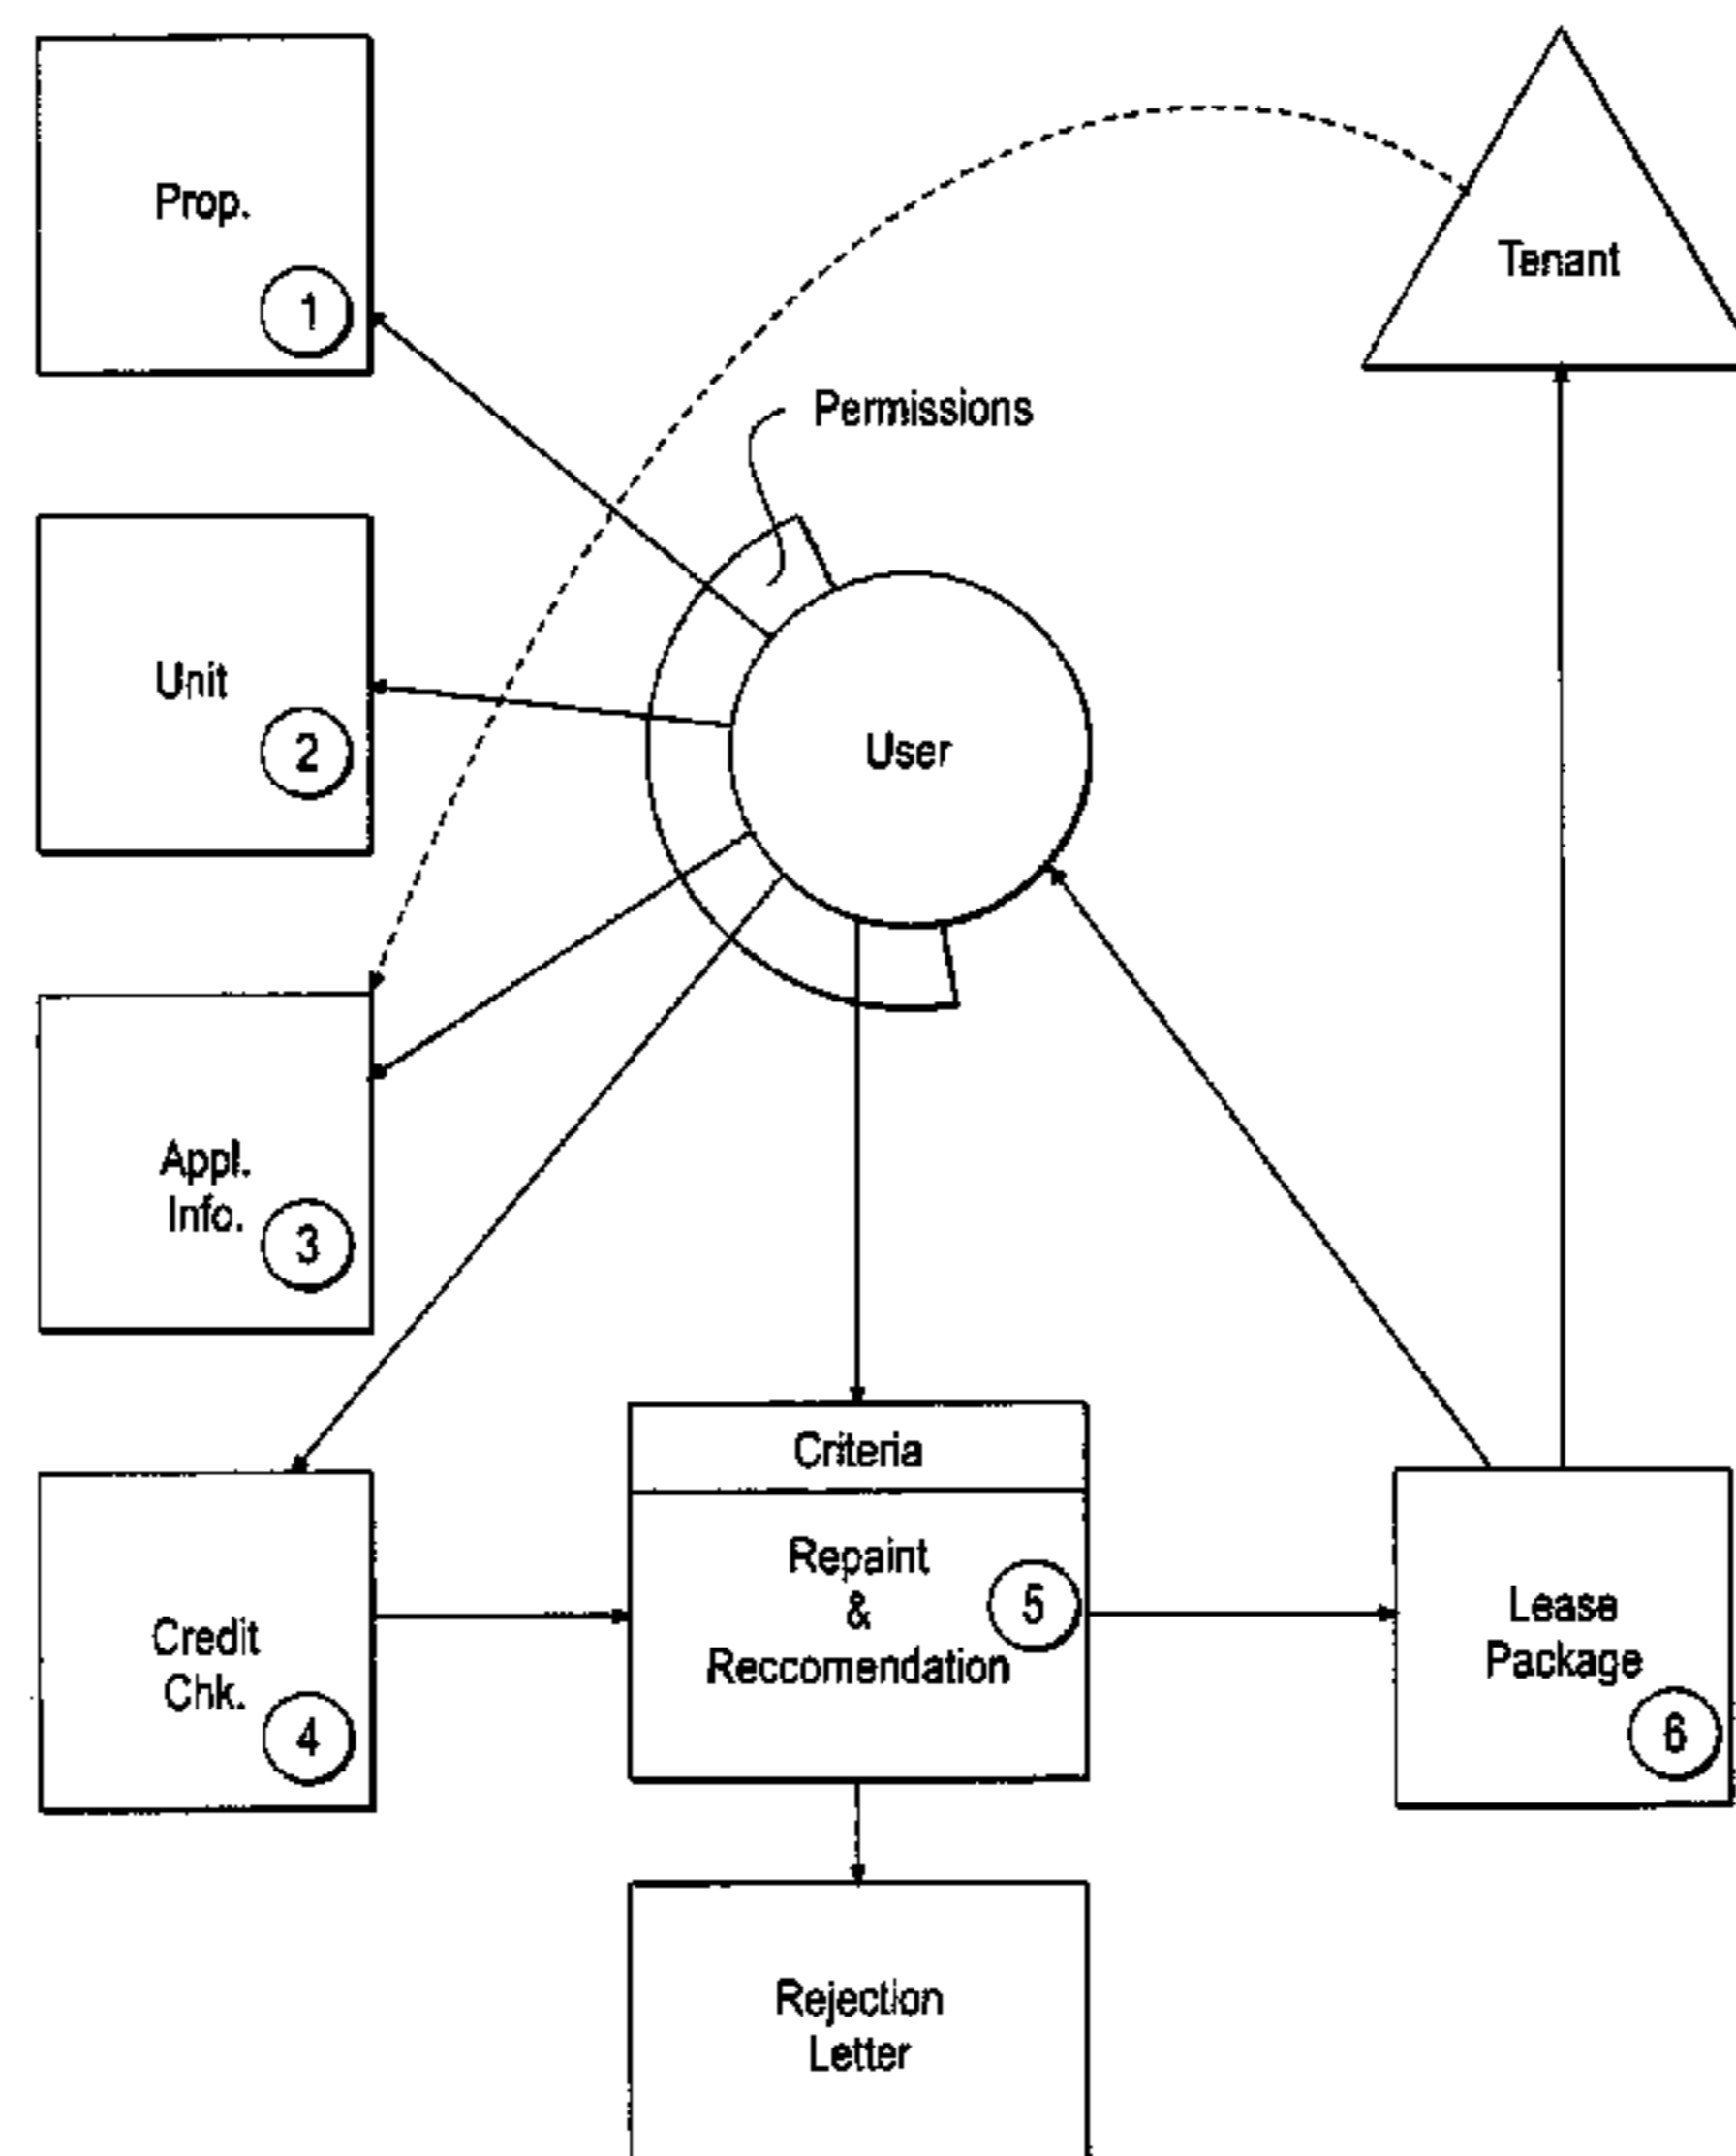 Prop.
1
Tenant
Permissions
Unit
2
User
Appl.
Info.
3
Criteria
Repaint
&
Reccomendation
5
Credit
Chk.
4
Lease
Package
6
Rejection
Letter